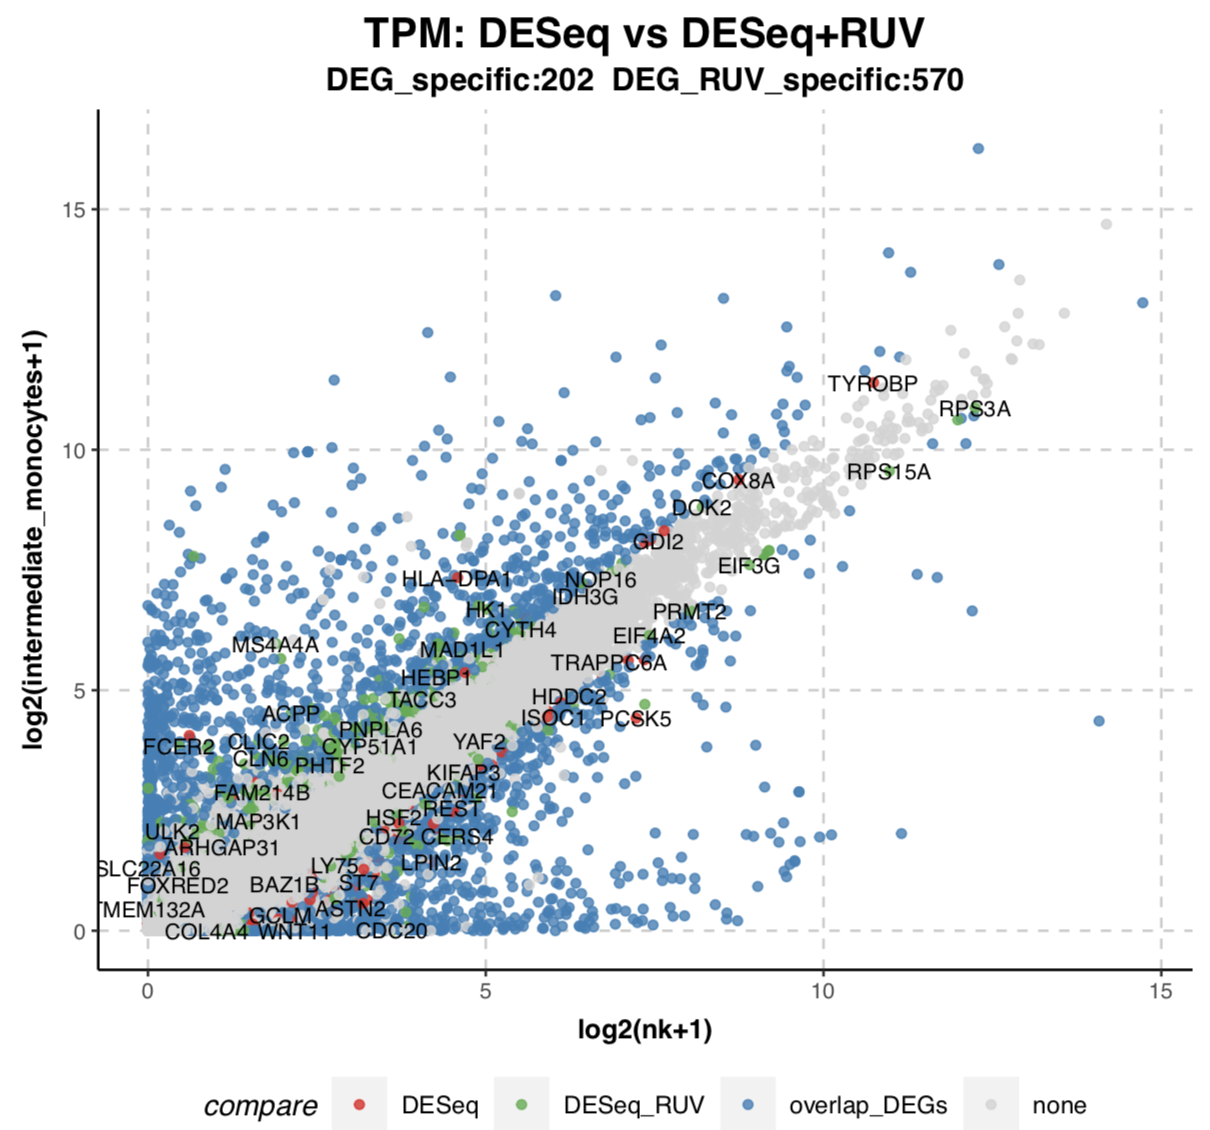 TPM: DESeq vs DESeq+RUV
DEG_specific:202 DEG_RUV_specific:570
log2(intermediate_monocytes+1)
15
10
5
0
TYROBP
RPS3A
RPS15A
COX8A
DOK2
GDI2
EIF3G
HLA-DPA1
NOP16
IDH3G
HK1
PRMT2
CYTH4
EIF4A2
MS4A4A
MAD1L1
TRAPPC6A
HEBP1
TACC3
HDDC2
ACPP
ISOC1
PCSK5
PNPLA6
FCER2
CLIC2
CYP51A1
YAF2
CLN6
PHTF2
KIFAP3
FAM214B
CEACAM21
REST
MAP3K1
HSF2
ULK2
CD72
CERS4
ARHGAP31
LPIN2
SLC22A16
LY75
FOXRED2
BAZ1B
ST7
TMEM132A
GCLM
ASTN2
COL4A4
WNT11
CDC20
0
5
10
15
log2(nk+1)
compare
DESeq
DESeq_RUV
overlap_DEGs
none